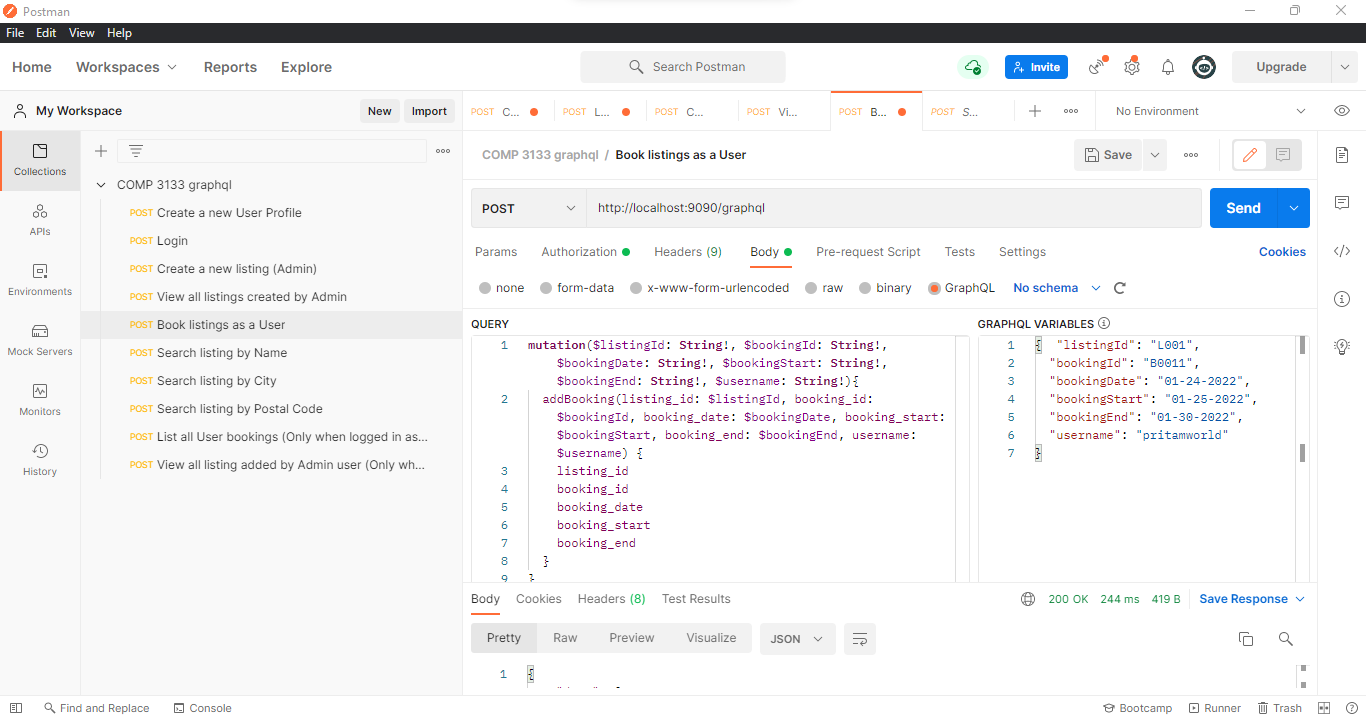 Postman
File Edit View Help
Home Workspaces Reports Explore
Search Postman
Invite
Upgrade
My Workspace
New Import
POST C...
POST L...
POST C...
POST Vi...
POST B...
POST S...
No Environment
Collections
APIs
Environments
Mock Servers
Monitors
History
COMP 3133 graphql
POST Create a new User Profile
POST Login
POST Create a new listing (Admin)
POST View all listings created by Admin
POST Book listings as a User
POST Search listing by Name
POST Search listing by City
POST Search listing by Postal Code
POST List all User bookings (Only when logged in as...
POST View all listing added by Admin user (Only wh...
COMP 3133 graphql / Book listings as a User
Save
POST http://localhost:9090/graphql
Send
Params Authorization Headers (9) Body Pre-request Script Tests Settings
Cookies
none form-data x-www-form-urlencoded raw binary GraphQL No schema
QUERY
1 mutation($listingId: String!, $bookingId: String!,
$bookingDate: String!, $bookingStart: String!,
$bookingEnd: String!, $username: String!){
2 addBooking(listing_id: $listingId, booking_id:
$bookingId, booking_date: $bookingDate, booking_start:
$bookingStart, booking_end: $bookingEnd, username:
$username) {
3 listing_id
4 booking_id
5 booking_date
6 booking_start
7 booking_end
8 }
9 }
GRAPHQL VARIABLES
1 { "listingId": "L001",
2 "bookingId": "B0011",
3 "bookingDate": "01-24-2022",
4 "bookingStart": "01-25-2022",
5 "bookingEnd": "01-30-2022",
6 "username": "pritamworld"
7 }
Body Cookies Headers (8) Test Results
200 OK 244 ms 419 B Save Response
Pretty Raw Preview Visualize JSON
1 {
Find and Replace Console
Bootcamp Runner Trash